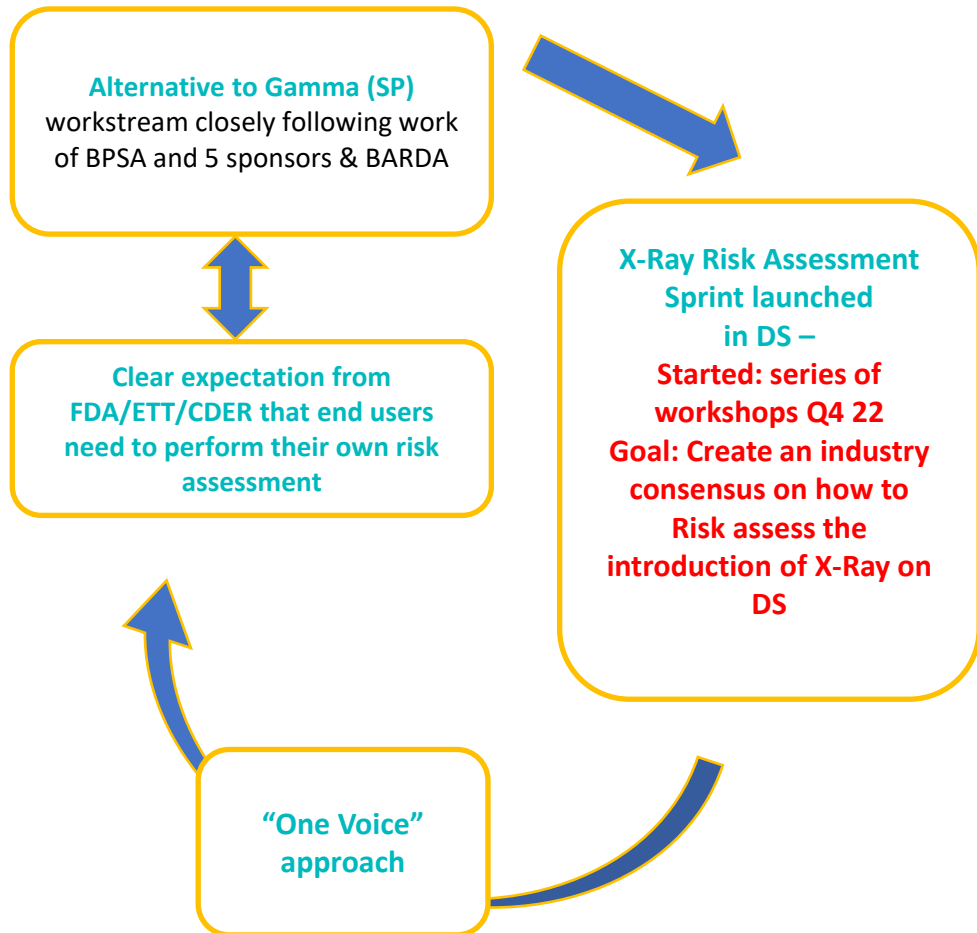 Alternative to Gamma (SP)
workstream closely following work
of BPSA and 5 sponsors & BARDA
X-Ray Risk Assessment
Sprint launched
in DS –
Started: series of
workshops Q4 22
Goal: Create an industry
consensus on how to
Risk assess the
introduction of X-Ray on
DS
Clear expectation from
FDA/ETT/CDER that end users
need to perform their own risk
assessment
“One Voice”
approach